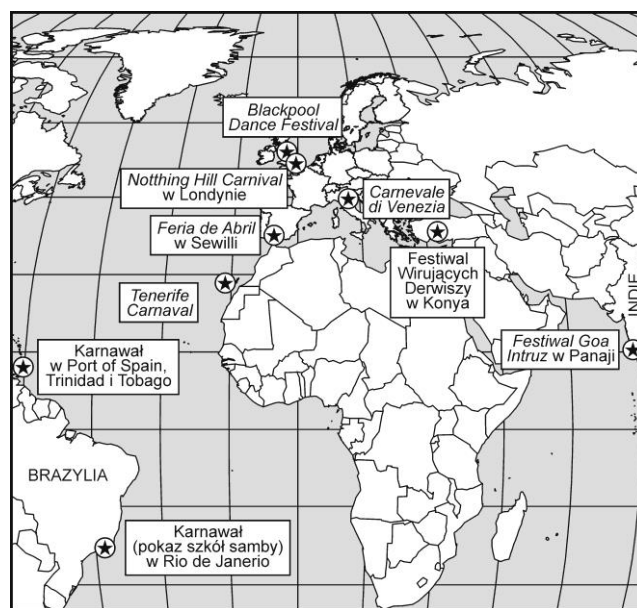 Blackpool
Dance Festival
Notthing Hill Carnival
w Londynie
Carnevale
di Venezia
Feria de Abril
w Sewilli
Festiwal
Wirujących
Derwiszy
w Konya
INDIE
Tenerife
Carnaval
Festiwal Goa
Intruz w Panaji
Karnawał
w Port of Spain,
Trinidad i Tobago
BRAZYLIA
Karnawał
(pokaz szkół samby)
w Rio de Janerio